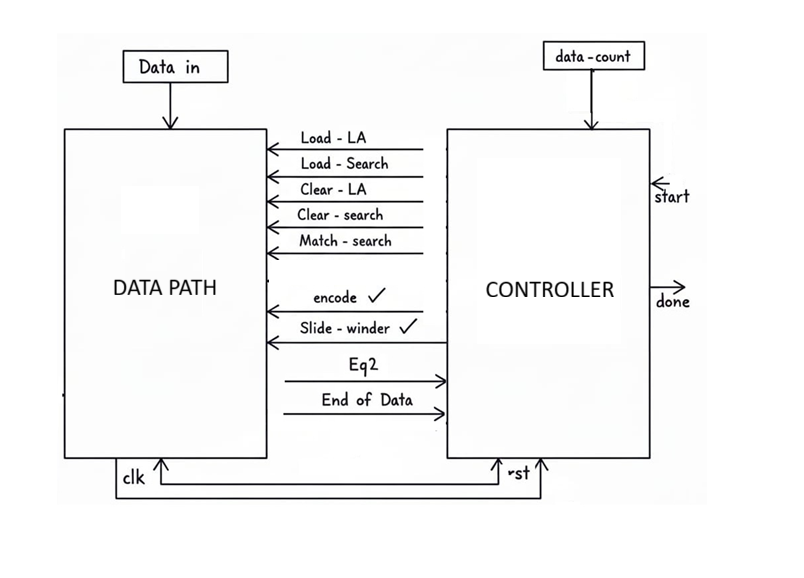 Data in
data-count
Load - LA
Load - Search
Clear - LA
Clear - search
Match - search
start
DATA PATH
CONTROLLER
encode ✓
done
Slide - winder ✓
Eq2
End of Data
clk
rst